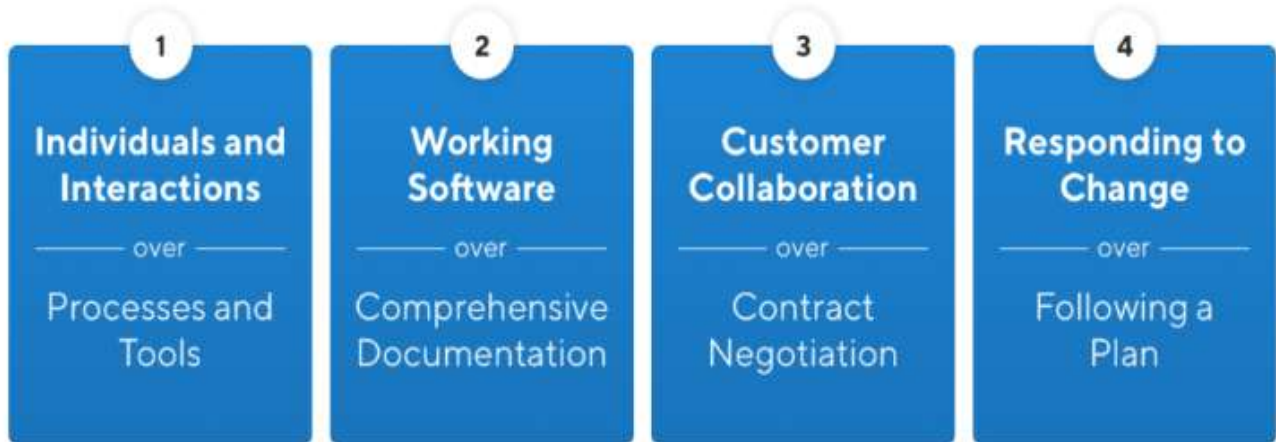 1
Individuals and
Interactions
over
Processes and
Tools
2
Working
Software
over
Comprehensive
Documentation
3
Customer
Collaboration
over
Contract
Negotiation
4
Responding to
Change
over
Following a
Plan